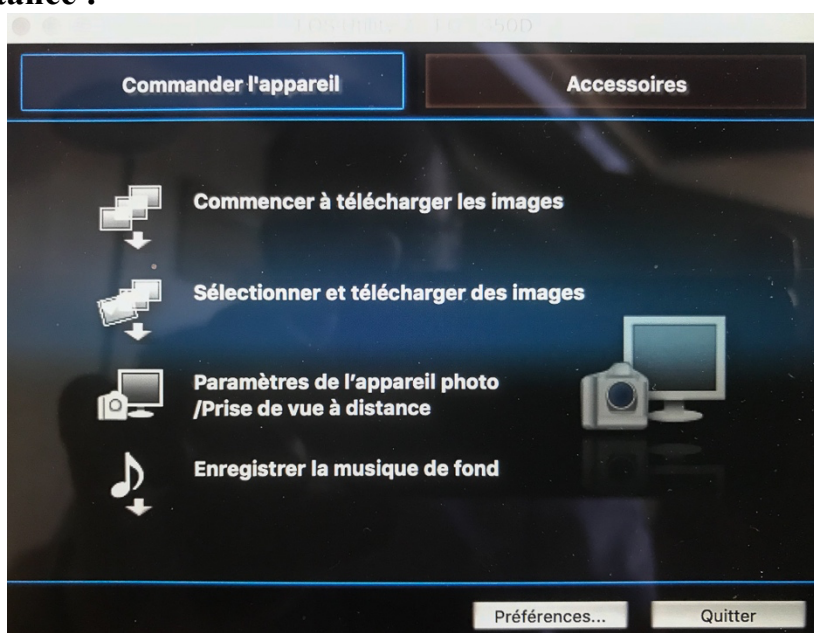 Commander l'appareil
Accessoires
Commencer à télécharger les images
Sélectionner et télécharger des images
Paramètres de l'appareil photo
/Prise de vue à distance
Enregistrer la musique de fond
Préférences...
Quitter